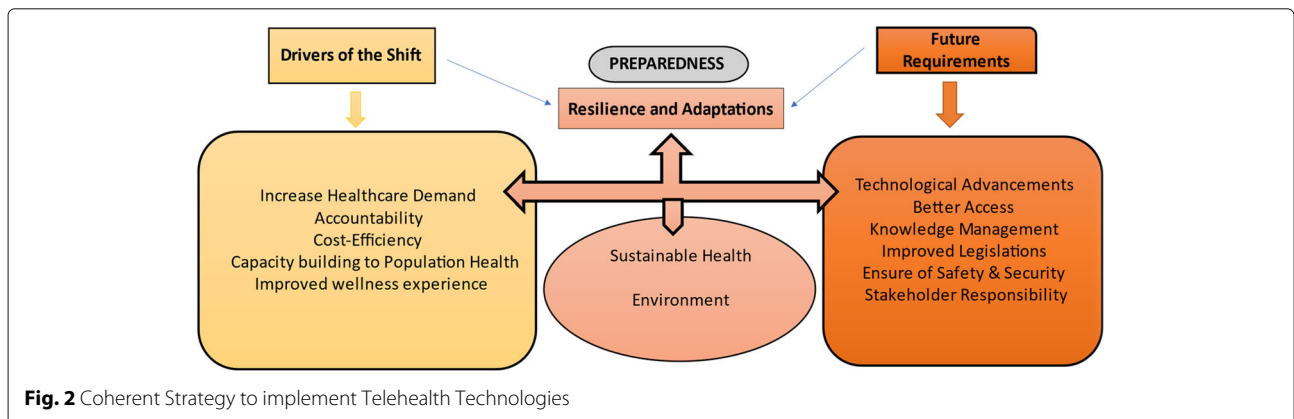 Drivers of the Shift
PREPAREDNESS
Resilience and Adaptations
Future
Requirements
Increase Healthcare Demand
Accountability
Cost-Efficiency
Capacity building to Population Health
Improved wellness experience
Sustainable Health
Environment
Technological Advancements
Better Access
Knowledge Management
Improved Legislations
Ensure of Safety & Security
Stakeholder Responsibility
Fig. 2 Coherent Strategy to implement Telehealth Technologies